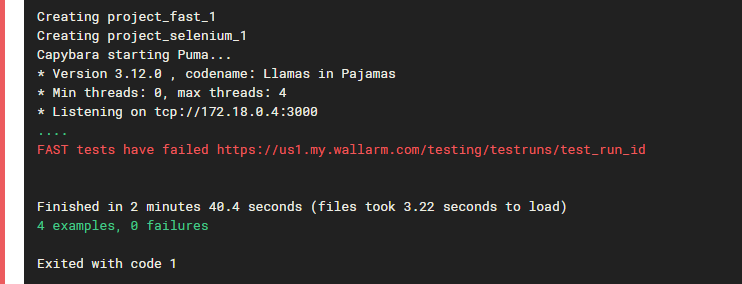 Creating project_fast_1
Creating project_selenium_1
Capybara starting Puma...
* Version 3.12.0 , codename: Llamas in Pajamas
* Min threads: 0, max threads: 4
* Listening on tcp://172.18.0.4:3000
....
FAST tests have failed https://us1.my.wallarm.com/testing/testruns/test_run_id
Finished in 2 minutes 40.4 seconds (files took 3.22 seconds to load)
4 examples, 0 failures
Exited with code 1